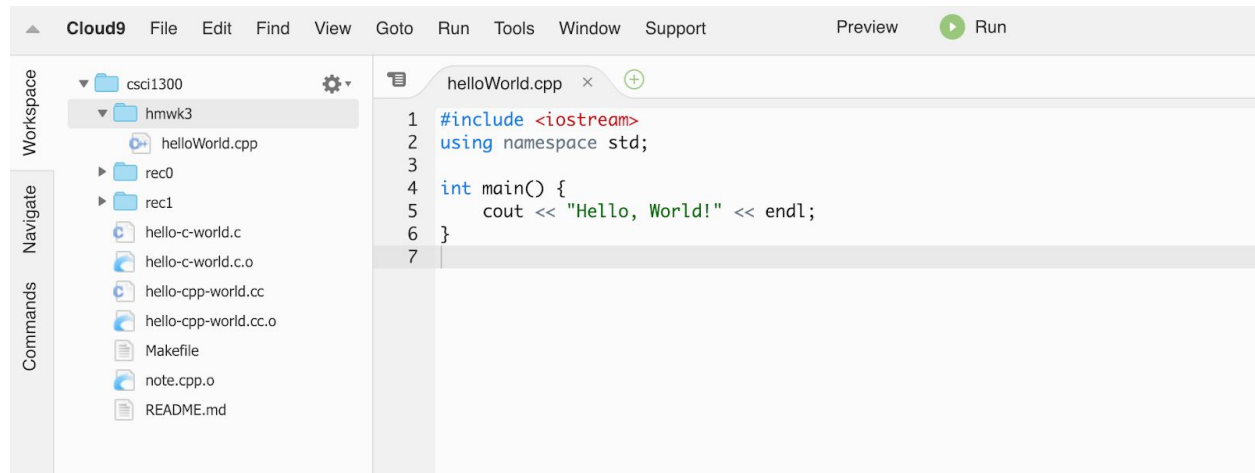 Cloud9 File Edit Find View Goto Run Tools Window Support Preview Run
Workspace
Navigate
Commands
csci1300
hmwk3
helloWorld.cpp
rec0
rec1
hello-c-world.c
hello-c-world.c.o
hello-cpp-world.cc
hello-cpp-world.cc.o
Makefile
note.cpp.o
README.md
helloWorld.cpp ×
1 #include <iostream>
2 using namespace std;
3
4 int main() {
5     cout << "Hello, World!" << endl;
6 }
7